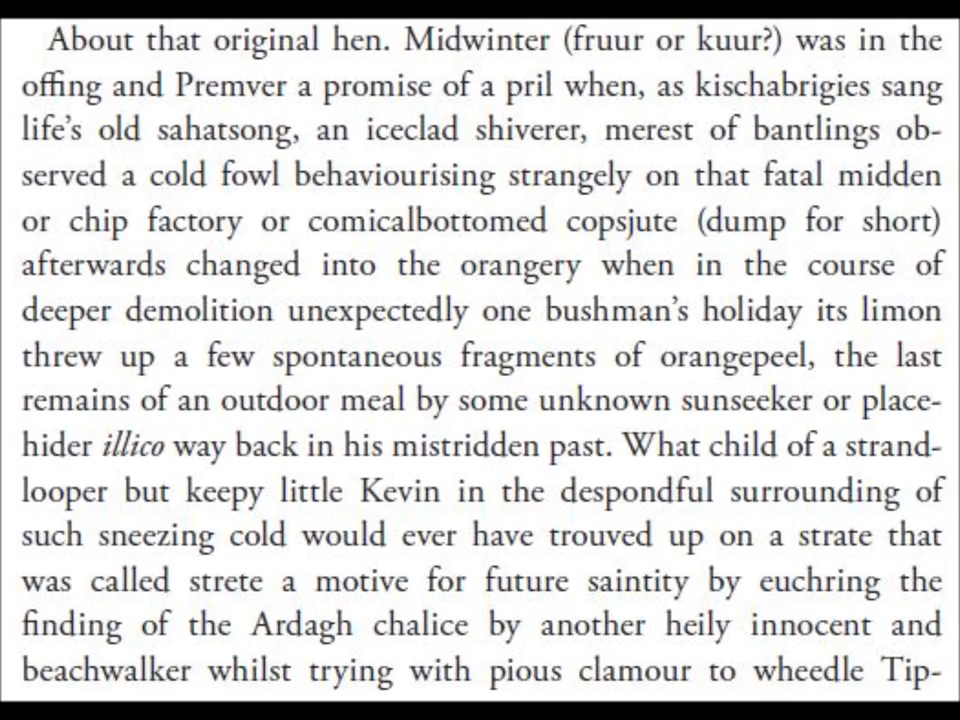 About that original hen. Midwinter (fruur or kuur?) was in the
offing and Premver a promise of a pril when, as kischabrigies sang
life’s old sahatsong, an iceclad shiverer, merest of bantlings ob-
served a cold fowl behaviourising strangely on that fatal midden
or chip factory or comicalbottomed copsjute (dump for short)
afterwards changed into the orangery when in the course of
deeper demolition unexpectedly one bushman’s holiday its limon
threw up a few spontaneous fragments of orangepeel, the last
remains of an outdoor meal by some unknown sunseeker or place-
hider illico way back in his mistridden past. What child of a strand-
looper but keepy little Kevin in the despondful surrounding of
such sneezing cold would ever have trouved up on a strate that
was called strete a motive for future saintity by euchring the
finding of the Ardagh chalice by another heily innocent and
beachwalker whilst trying with pious clamour to wheedle Tip-